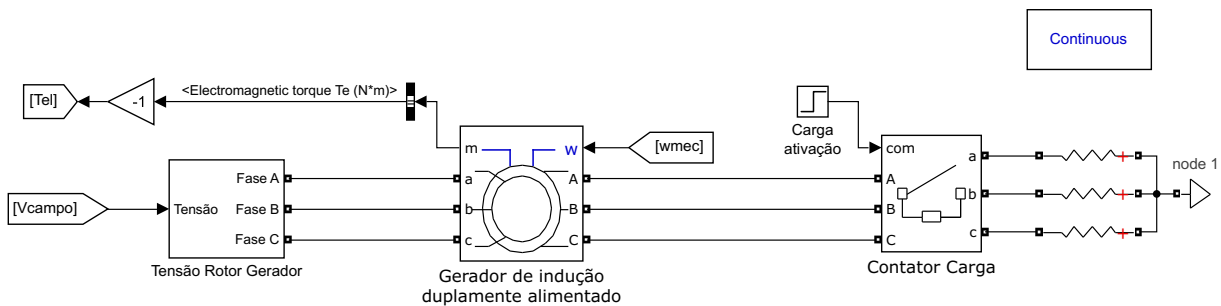 Continuous
<Electromagnetic torque Te (N*m)>
[Tel]
-1
Carga
ativação
m
w
[wmec]
com
a
node 1
Fase A
a
A
A
[Vcampo]
Tensão
Fase B
b
B
B
b
Fase C
c
C
C
c
Tensão Rotor Gerador
Gerador de indução
duplamente alimentado
Contator Carga